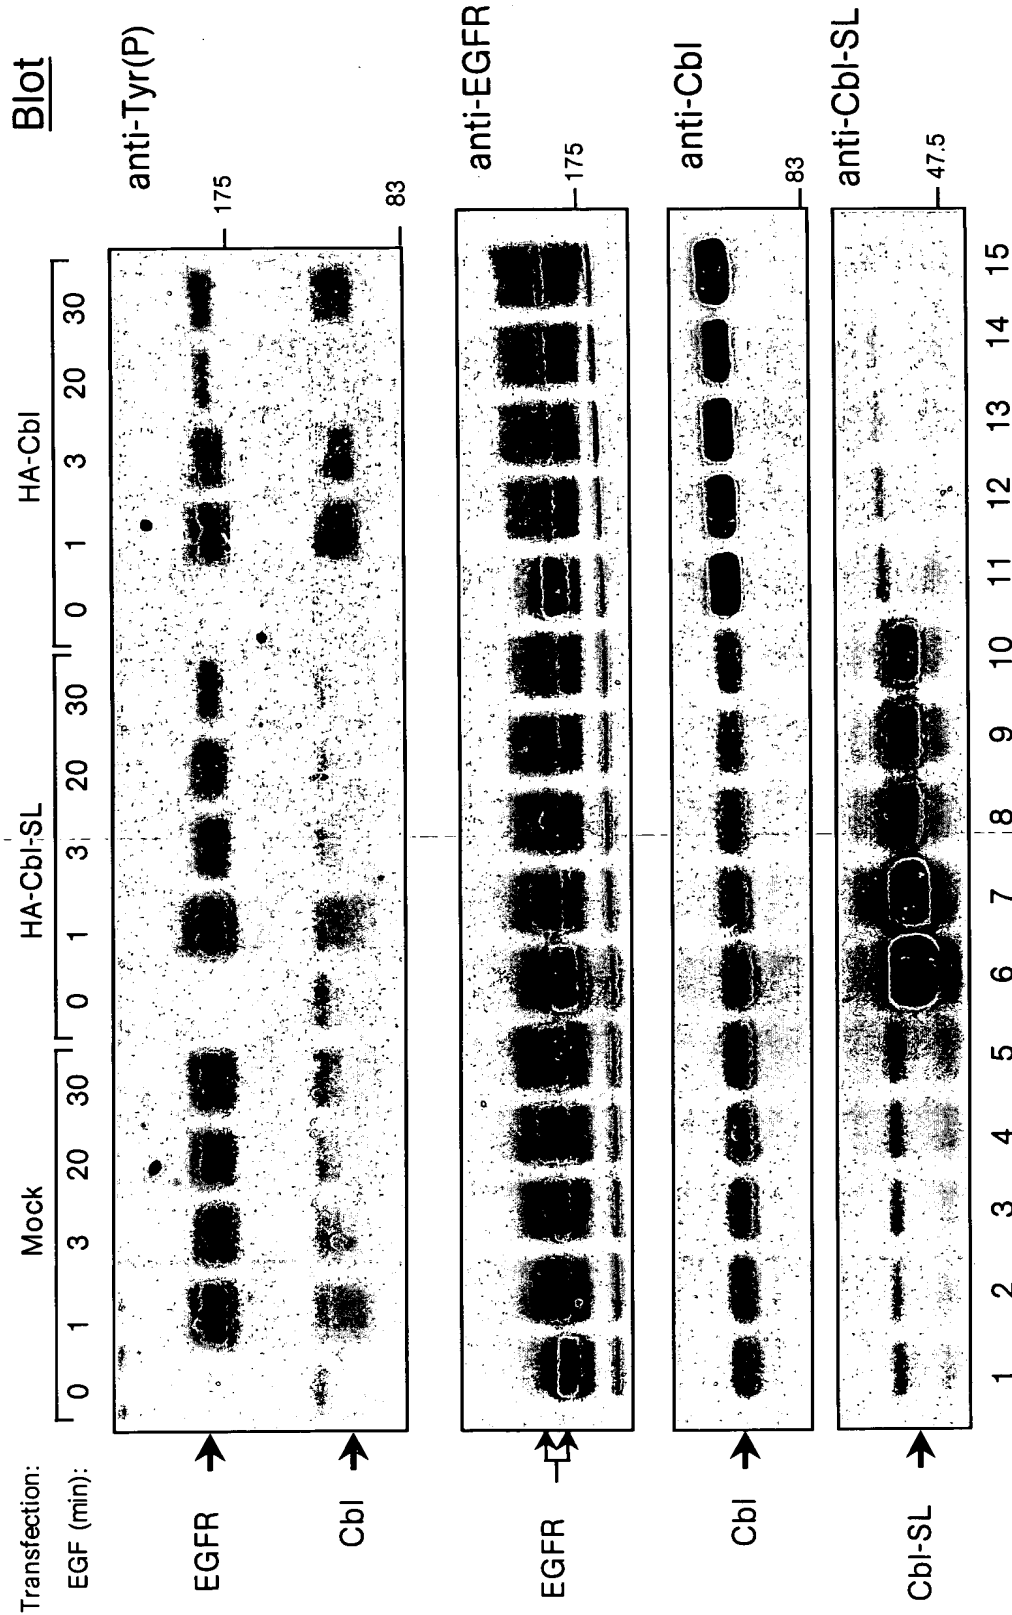 Blot
Transfection: Mock HA-Cbl-SL HA-Cbl
EGF (min): 0 1 3 20 30 0 1 3 20 30 0 1 3 20 30
anti-Tyr(P)
EGFR
175
Cbl
83
anti-EGFR
EGFR
175
anti-Cbl
Cbl
83
anti-Cbl-SL
Cbl-SL
47.5
1 2 3 4 5 6 7 8 9 10 11 12 13 14 15